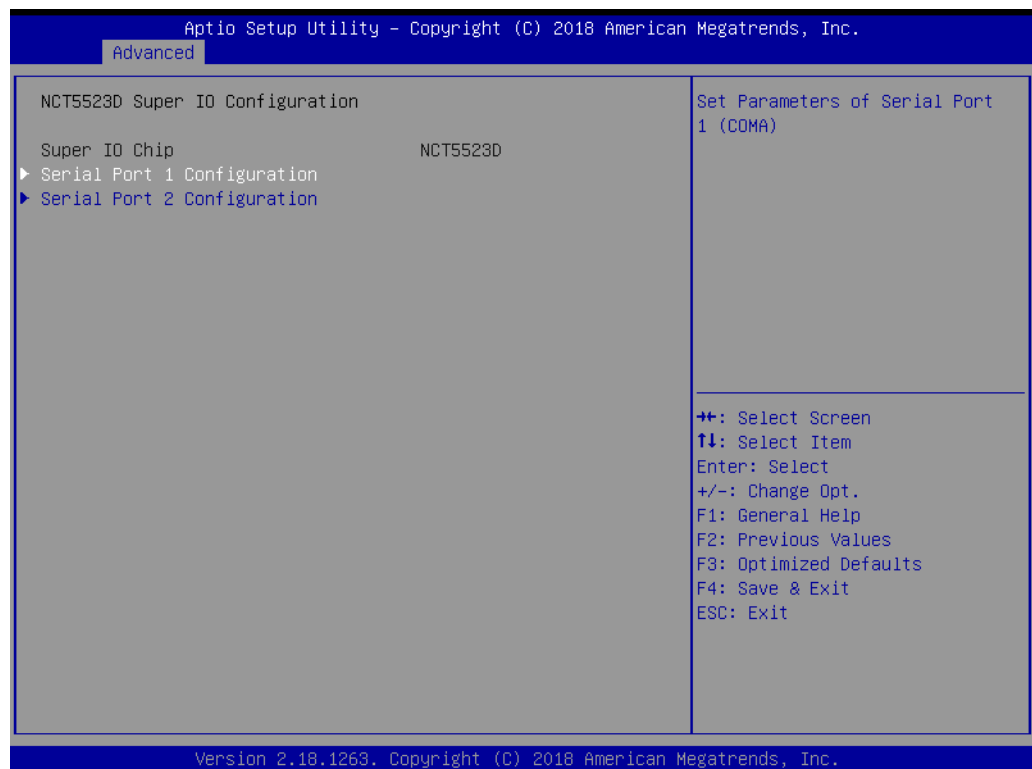 Aptio Setup Utility – Copyright (C) 2018 American Megatrends, Inc.
Advanced
NCT5523D Super IO Configuration
Super IO Chip NCT5523D
▶ Serial Port 1 Configuration
▶ Serial Port 2 Configuration
Set Parameters of Serial Port
1 (COMA)
→←: Select Screen
↑↓: Select Item
Enter: Select
+/-: Change Opt.
F1: General Help
F2: Previous Values
F3: Optimized Defaults
F4: Save & Exit
ESC: Exit
Version 2.18.1263. Copyright (C) 2018 American Megatrends, Inc.